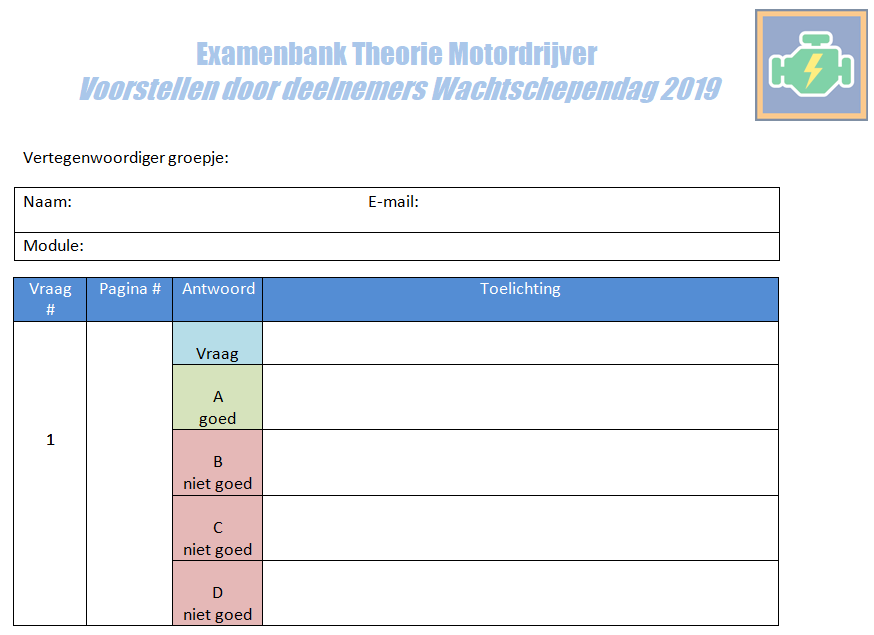 Examenbank Theorie Motordrijver
Voorstellen door deelnemers Wachtschependag 2019
Vertegenwoordiger groepje:
Naam: E-mail:
Module:
Vraag # Pagina # Antwoord Toelichting
1
Vraag
A
goed
B
niet goed
C
niet goed
D
niet goed